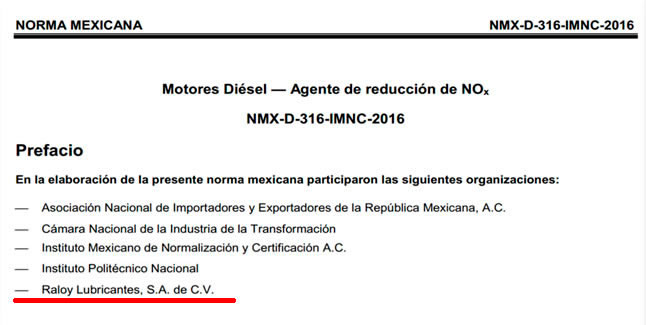 NORMA MEXICANA NMX-D-316-IMNC-2016
Motores Diésel — Agente de reducción de NOₓ
NMX-D-316-IMNC-2016
Prefacio
En la elaboración de la presente norma mexicana participaron las siguientes organizaciones:
— Asociación Nacional de Importadores y Exportadores de la República Mexicana, A.C.
— Cámara Nacional de la Industria de la Transformación
— Instituto Mexicano de Normalización y Certificación A.C.
— Instituto Politécnico Nacional
— Raloy Lubricantes, S.A. de C.V.